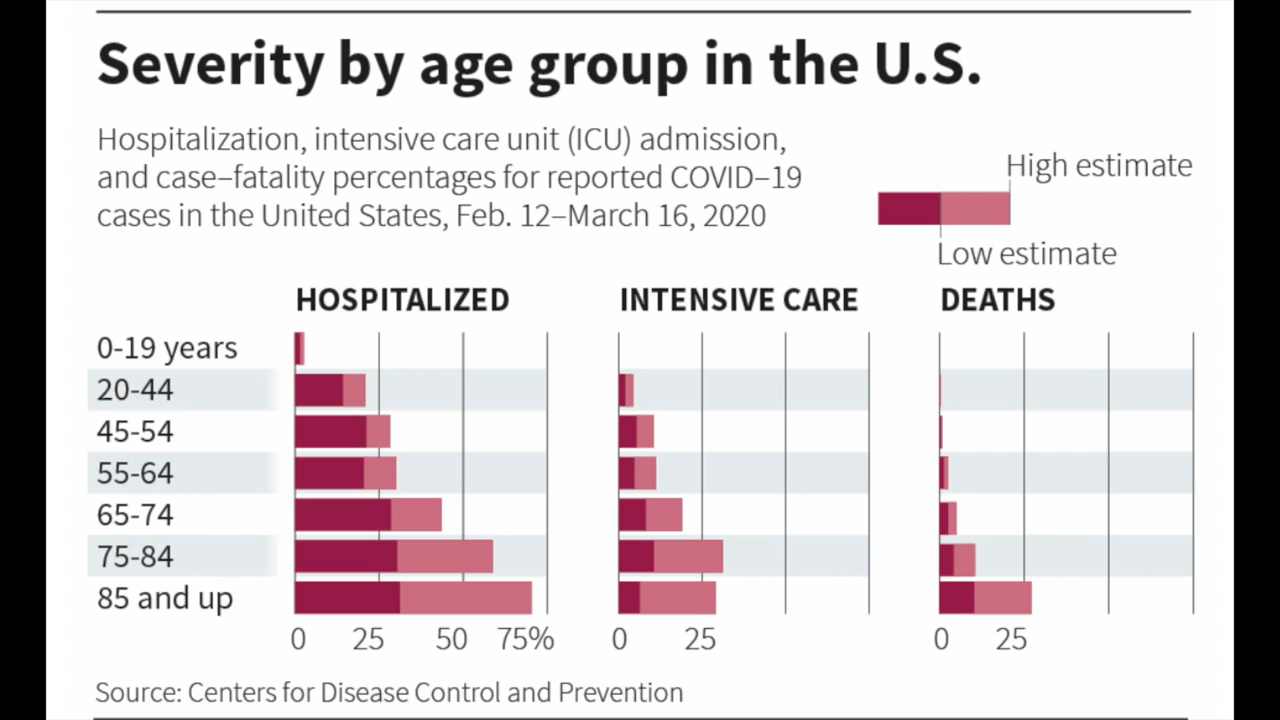 Severity by age group in the U.S.
Hospitalization, intensive care unit (ICU) admission,
and case–fatality percentages for reported COVID–19
cases in the United States, Feb. 12–March 16, 2020
High estimate
Low estimate
HOSPITALIZED INTENSIVE CARE DEATHS
0-19 years
20-44
45-54
55-64
65-74
75-84
85 and up
0 25 50 75% 0 25 0 25
Source: Centers for Disease Control and Prevention